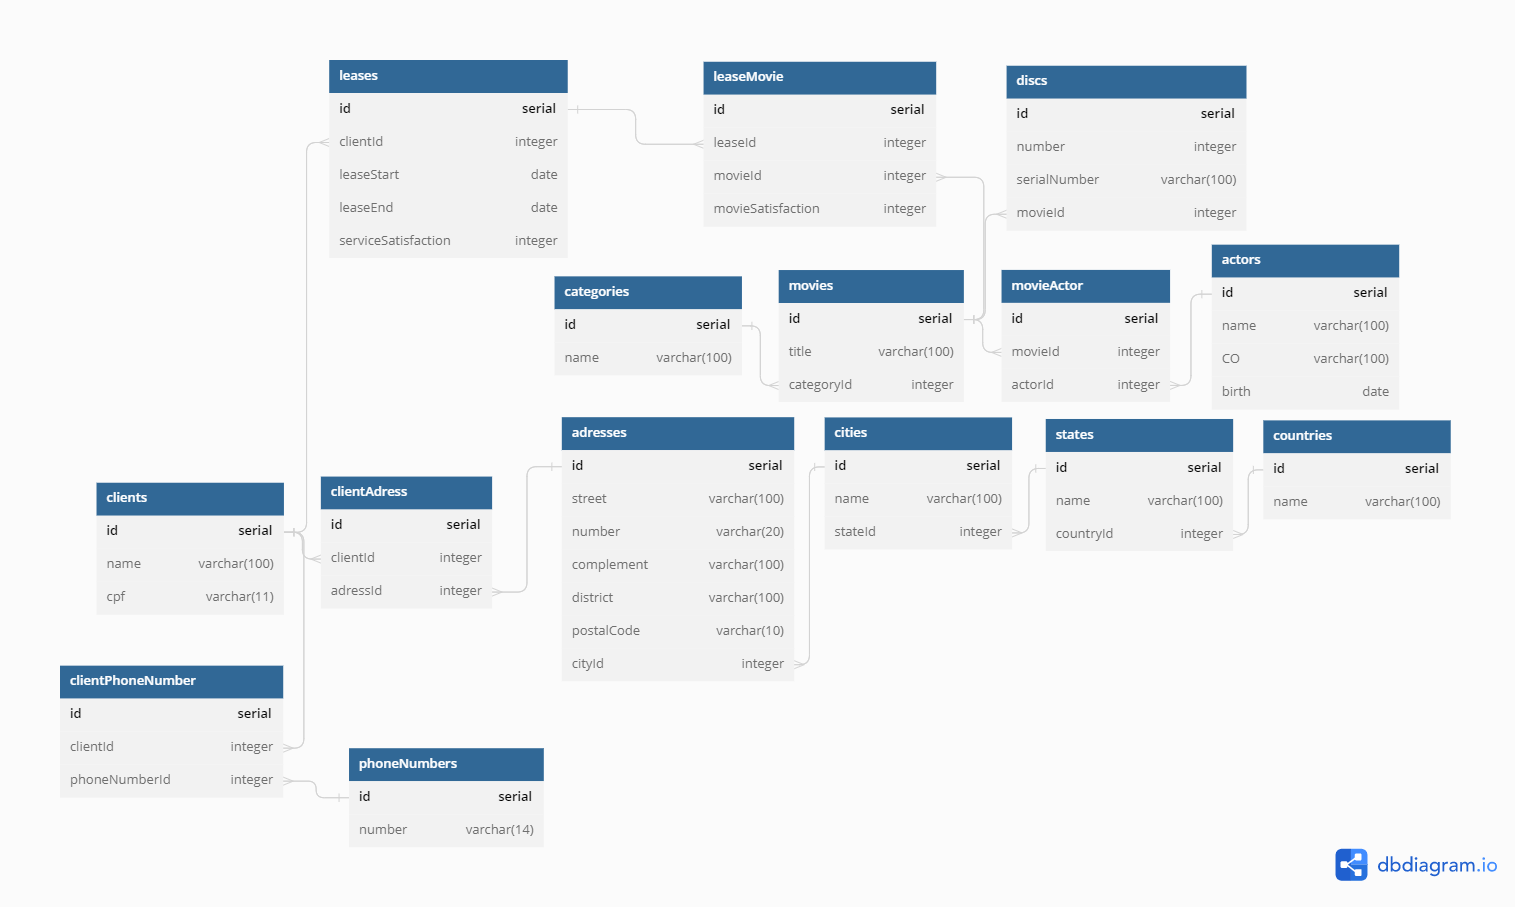 leases
id serial
clientId integer
leaseStart date
leaseEnd date
serviceSatisfaction integer
leaseMovie
id serial
leaseId integer
movieId integer
movieSatisfaction integer
discs
id serial
number integer
serialNumber varchar(100)
movieId integer
categories
id serial
name varchar(100)
movies
id serial
title varchar(100)
categoryId integer
movieActor
id serial
movieId integer
actorId integer
actors
id serial
name varchar(100)
CO varchar(100)
birth date
clients
id serial
name varchar(100)
cpf varchar(11)
clientAdress
id serial
clientId integer
adressId integer
adresses
id serial
street varchar(100)
number varchar(20)
complement varchar(100)
district varchar(100)
postalCode varchar(10)
cityId integer
cities
id serial
name varchar(100)
stateId integer
states
id serial
name varchar(100)
countryId integer
countries
id serial
name varchar(100)
clientPhoneNumber
id serial
clientId integer
phoneNumberId integer
phoneNumbers
id serial
number varchar(14)
dbdiagram.io